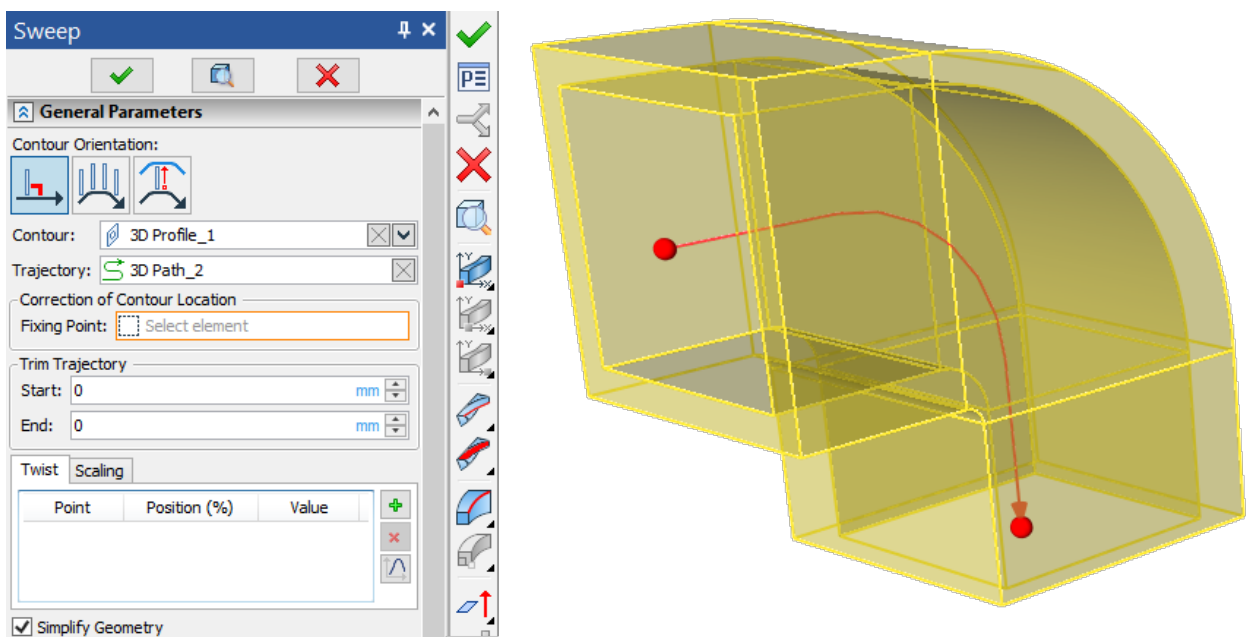 Sweep
General Parameters
Contour Orientation:
Contour: 3D Profile_1
Trajectory: 3D Path_2
Correction of Contour Location
Fixing Point: Select element
Trim Trajectory
Start: 0 mm
End: 0 mm
Twist Scaling
Point Position (%) Value
Simplify Geometry